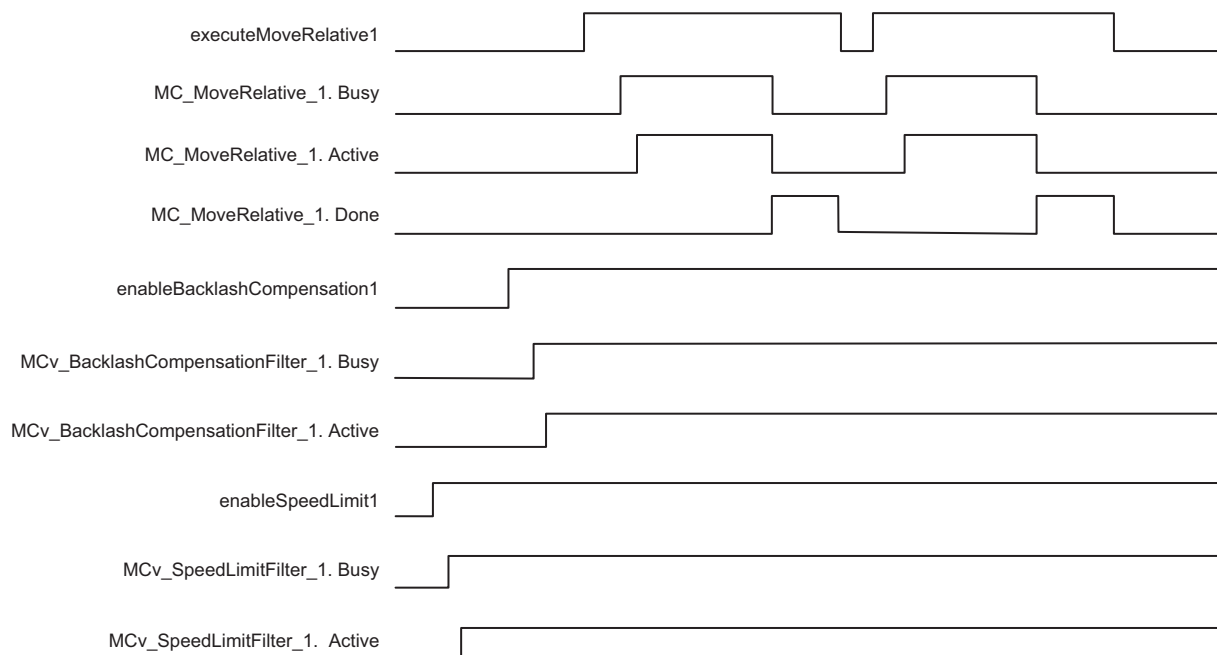 executeMoveRelative1
MC_MoveRelative_1. Busy
MC_MoveRelative_1. Active
MC_MoveRelative_1. Done
enableBacklashCompensation1
MCv_BacklashCompensationFilter_1. Busy
MCv_BacklashCompensationFilter_1. Active
enableSpeedLimit1
MCv_SpeedLimitFilter_1. Busy
MCv_SpeedLimitFilter_1.  Active